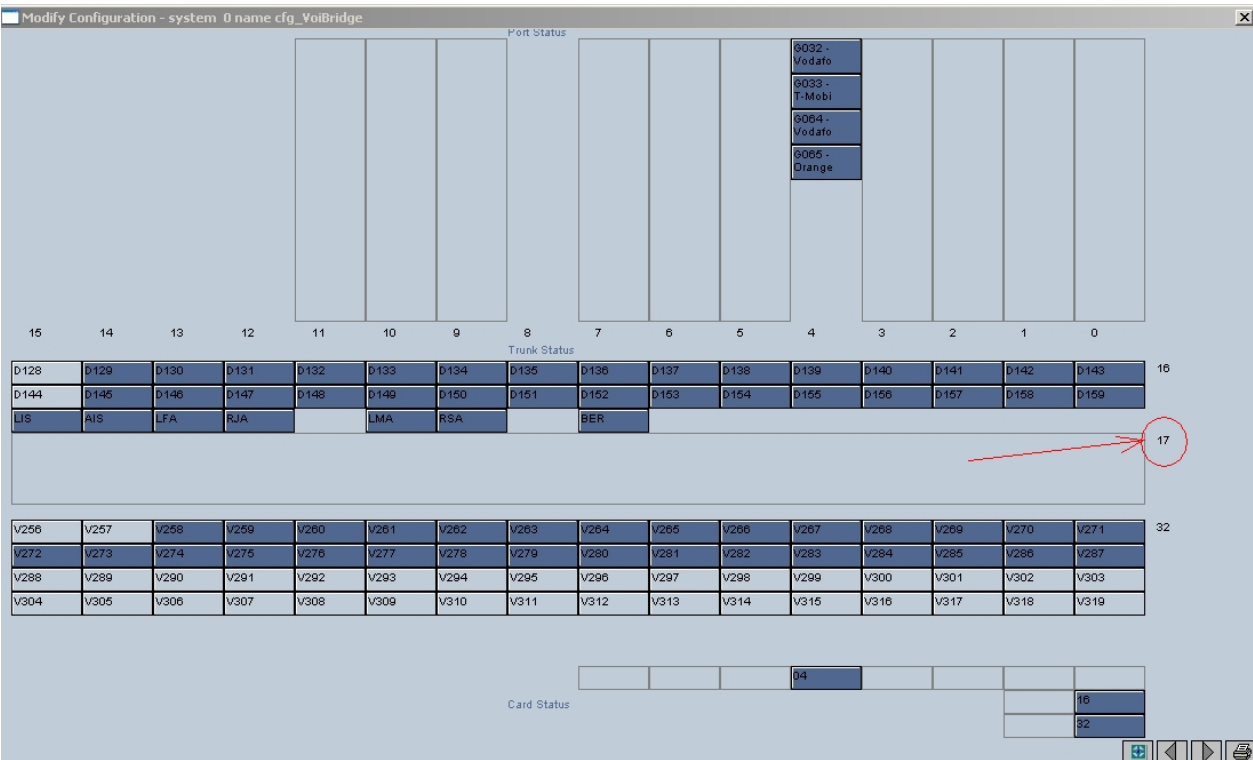 Modify Configuration - system 0 name cfg_VoiBridge
Port Status
G032 -
Vodafo
G033 -
T-Mobi
G064 -
Vodafo
G065 -
Orange
15 14 13 12 11 10 9 8 7 6 5 4 3 2 1 0
Trunk Status
D128 D129 D130 D131 D132 D133 D134 D135 D136 D137 D138 D139 D140 D141 D142 D143 16
D144 D145 D146 D147 D148 D149 D150 D151 D152 D153 D154 D155 D156 D157 D158 D159
LIS AIS LFA RJA LMA RSA BER
17
V256 V257 V258 V259 V260 V261 V262 V263 V264 V265 V266 V267 V268 V269 V270 V271 32
V272 V273 V274 V275 V276 V277 V278 V279 V280 V281 V282 V283 V284 V285 V286 V287
V288 V289 V290 V291 V292 V293 V294 V295 V296 V297 V298 V299 V300 V301 V302 V303
V304 V305 V306 V307 V308 V309 V310 V311 V312 V313 V314 V315 V316 V317 V318 V319
04
Card Status
16
32